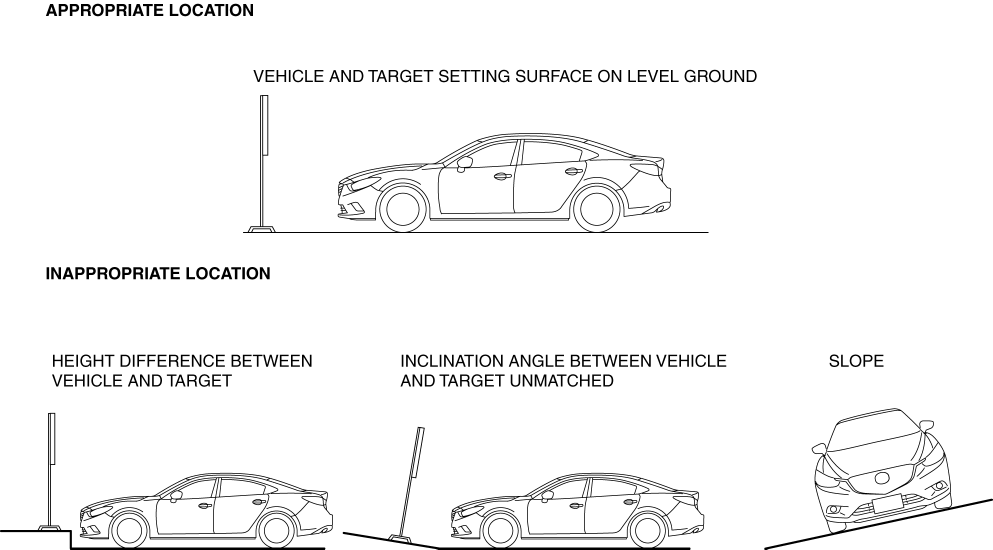 APPROPRIATE LOCATION
VEHICLE AND TARGET SETTING SURFACE ON LEVEL GROUND
INAPPROPRIATE LOCATION
HEIGHT DIFFERENCE BETWEEN
VEHICLE AND TARGET
INCLINATION ANGLE BETWEEN VEHICLE
AND TARGET UNMATCHED
SLOPE